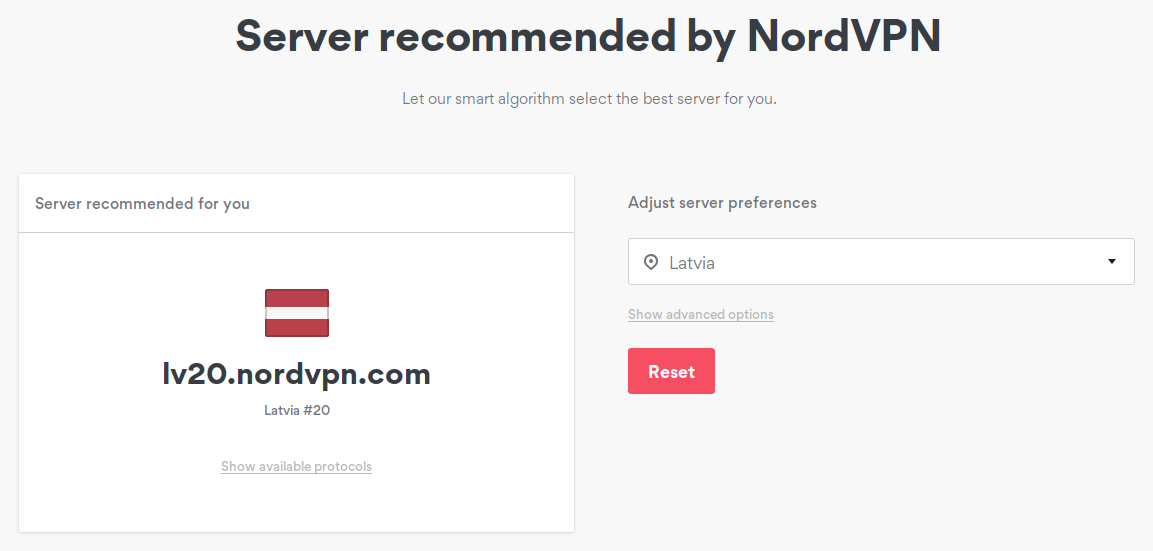 Server recommended by NordVPN
Let our smart algorithm select the best server for you.
Server recommended for you
lv20.nordvpn.com
Latvia #20
Show available protocols
Adjust server preferences
Latvia
Show advanced options
Reset